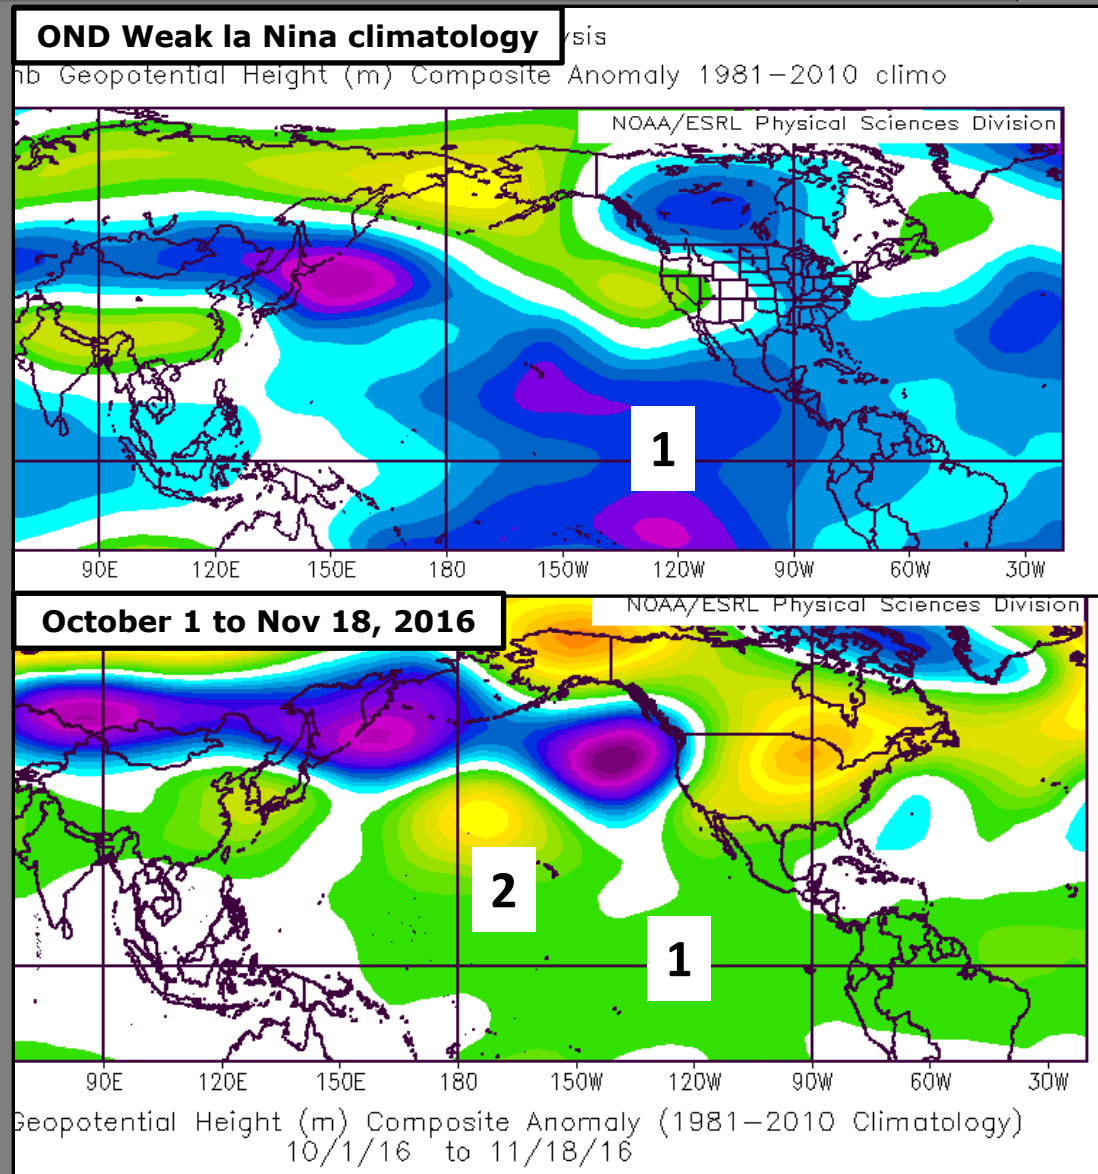 OND Weak la Nina climatology ysis
mb Geopotential Height (m) Composite Anomaly 1981−2010 climo
NOAA/ESRL Physical Sciences Division
1
90E 120E 150E 180 150W 120W 90W 60W 30W
October 1 to Nov 18, 2016
NOAA/ESRL Physical Sciences Division
2
1
90E 120E 150E 180 150W 120W 90W 60W 30W
Geopotential Height (m) Composite Anomaly (1981−2010 Climatology)
10/1/16 to 11/18/16